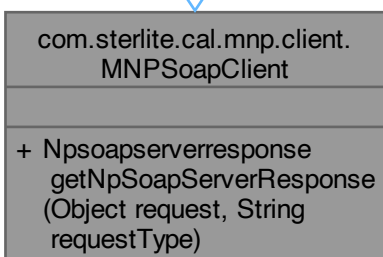 com.sterlite.cal.mnp.client.
MNPSoapClient
+ Npsoapserverresponse
getNpSoapServerResponse
(Object request, String
requestType)